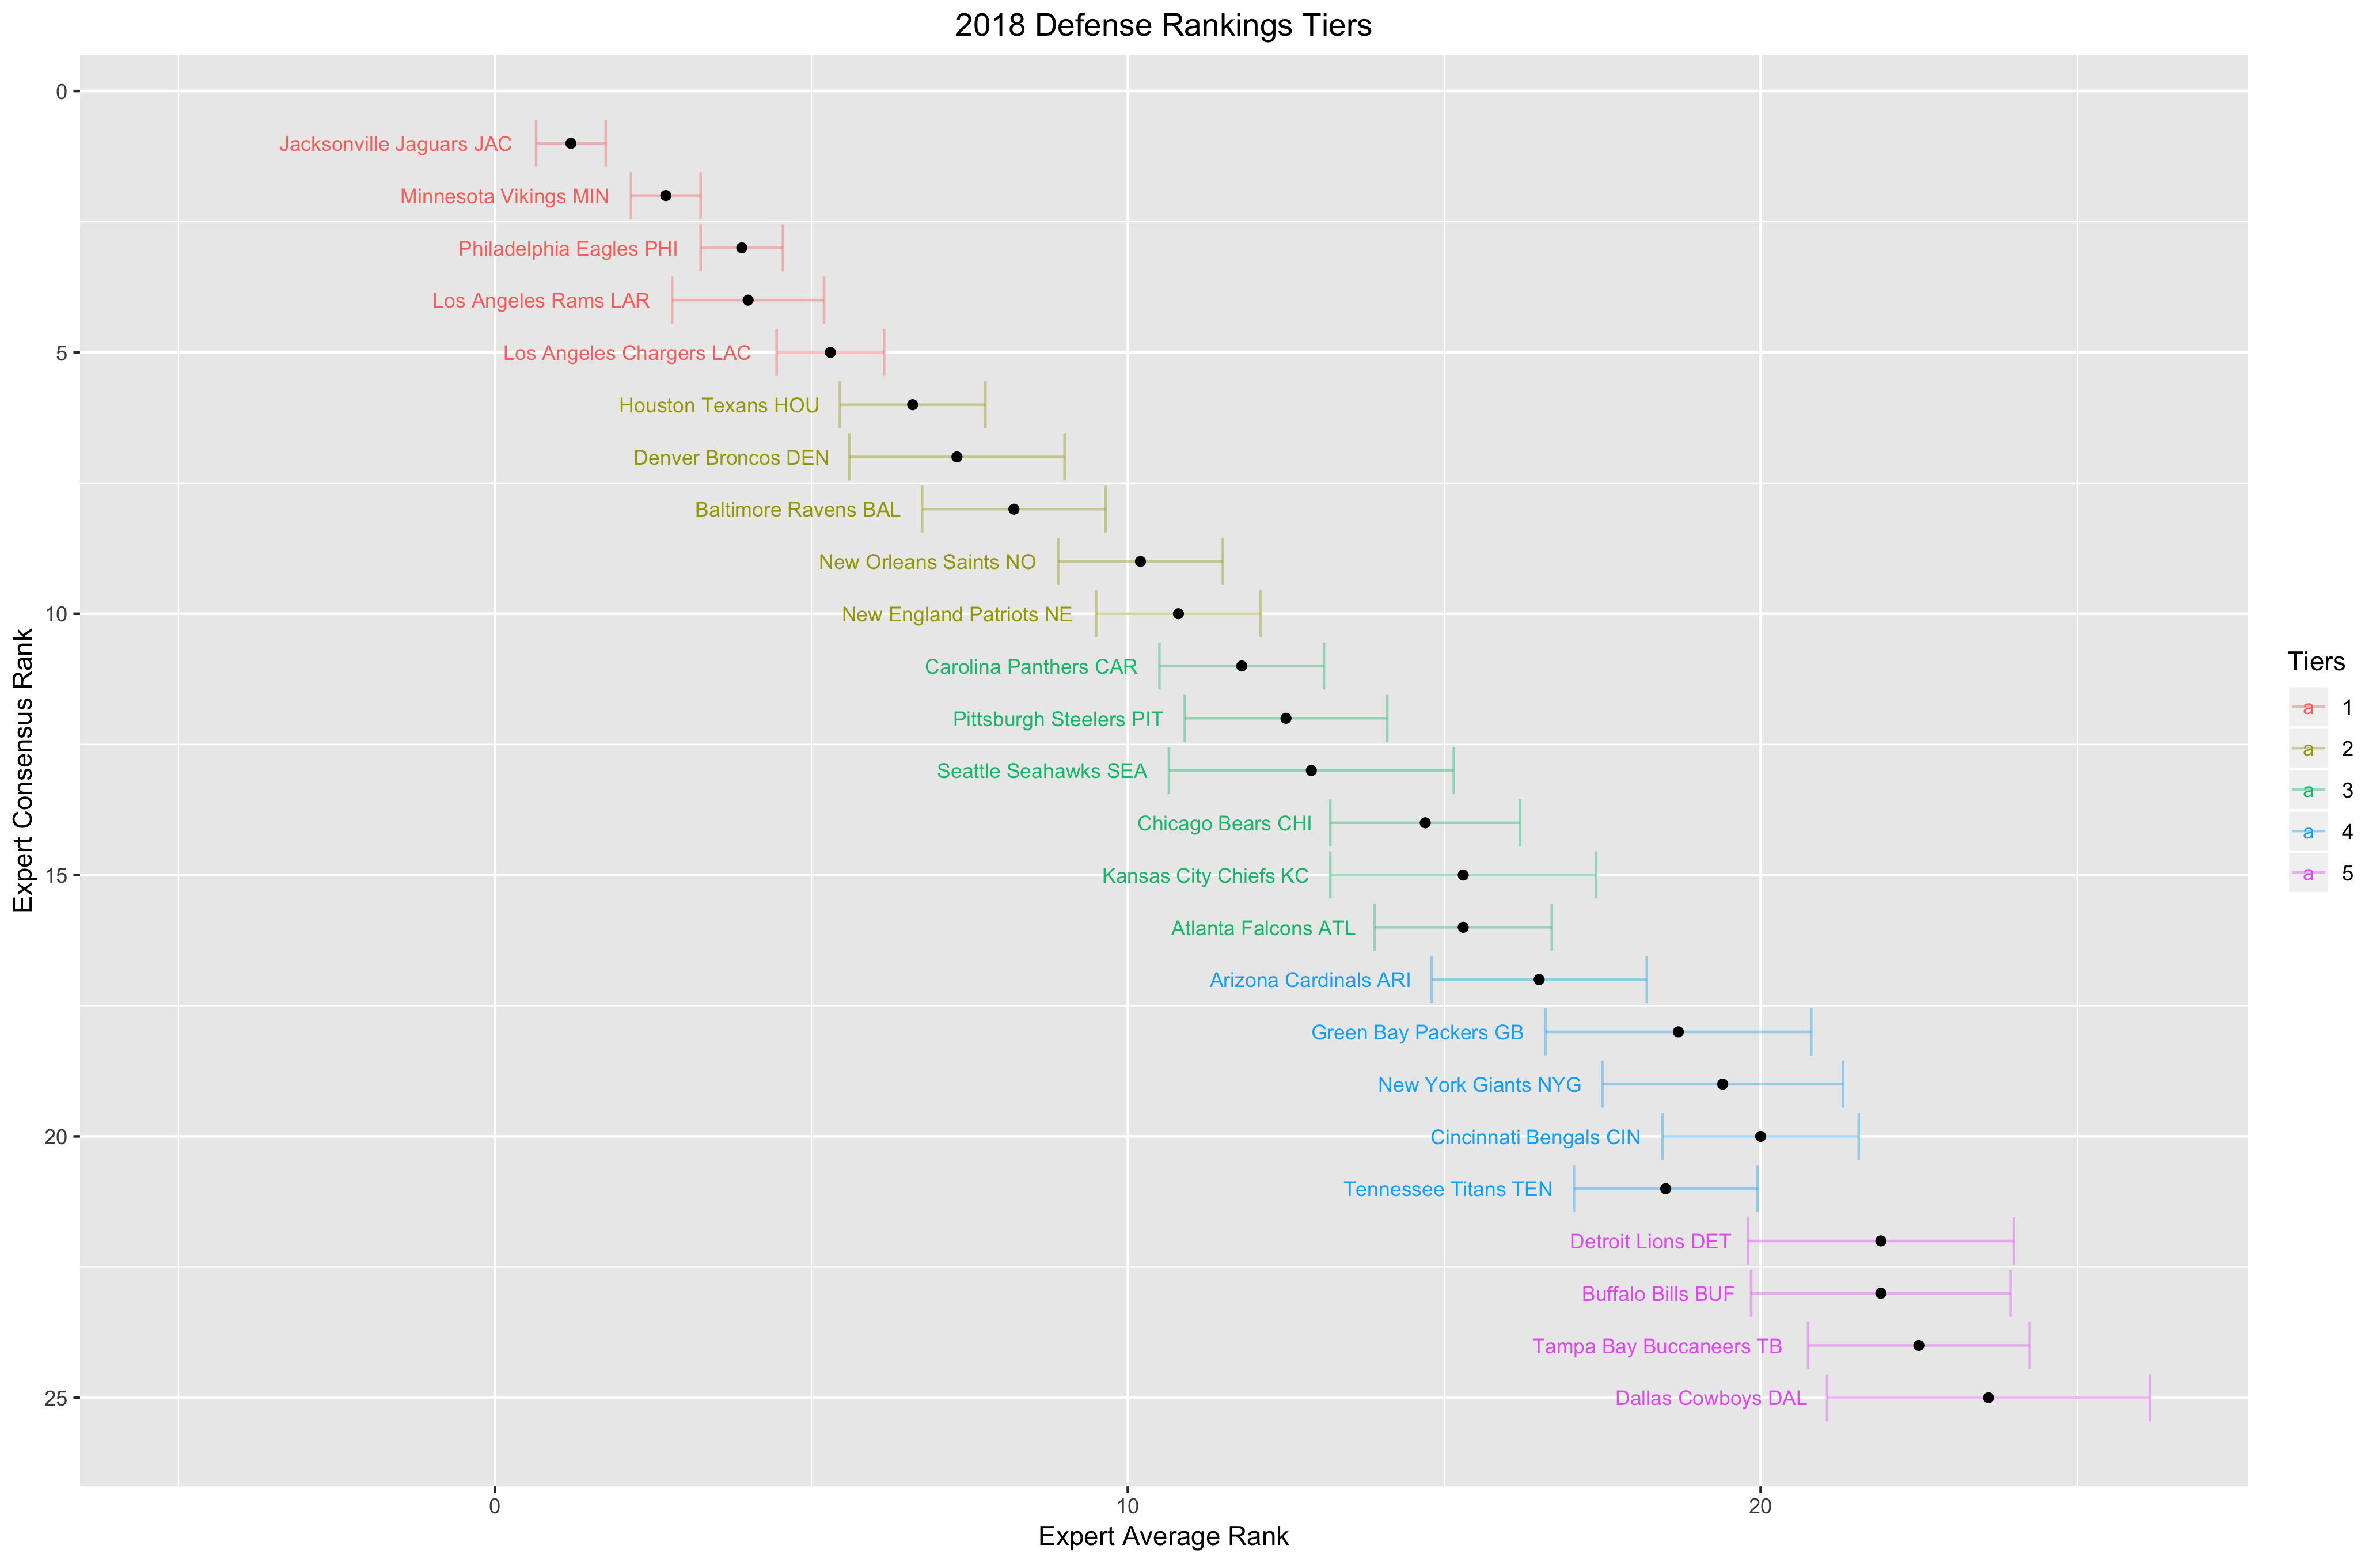 2018 Defense Rankings Tiers
Expert Consensus Rank
0
5
10
15
20
25
Jacksonville Jaguars JAC
Minnesota Vikings MIN
Philadelphia Eagles PHI
Los Angeles Rams LAR
Los Angeles Chargers LAC
Houston Texans HOU
Denver Broncos DEN
Baltimore Ravens BAL
New Orleans Saints NO
New England Patriots NE
Carolina Panthers CAR
Pittsburgh Steelers PIT
Seattle Seahawks SEA
Chicago Bears CHI
Kansas City Chiefs KC
Atlanta Falcons ATL
Arizona Cardinals ARI
Green Bay Packers GB
New York Giants NYG
Cincinnati Bengals CIN
Tennessee Titans TEN
Detroit Lions DET
Buffalo Bills BUF
Tampa Bay Buccaneers TB
Dallas Cowboys DAL
0 10 20
Expert Average Rank
Tiers
a 1
a 2
a 3
a 4
a 5